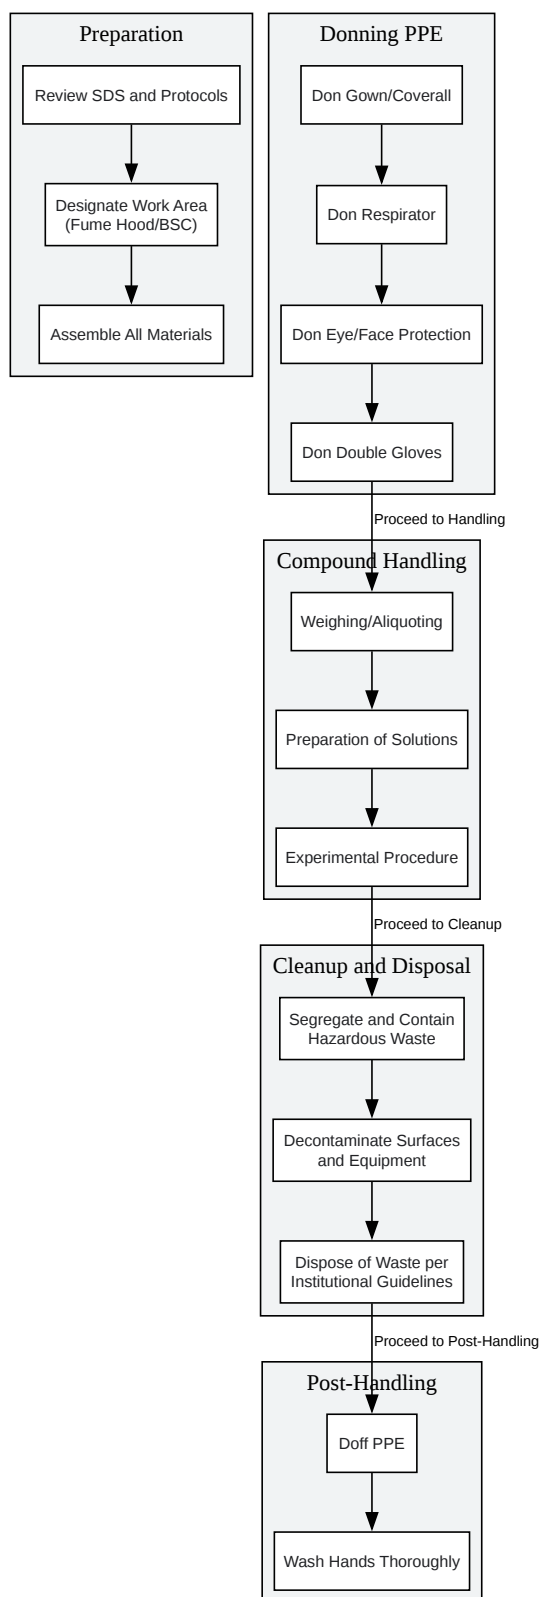 Preparation
Review SDS and Protocols
Designate Work Area
(Fume Hood/BSC)
Assemble All Materials
Donning PPE
Don Gown/Coverall
Don Respirator
Don Eye/Face Protection
Don Double Gloves
Proceed to Handling
Compound Handling
Weighing/Aliquoting
Preparation of Solutions
Experimental Procedure
Proceed to Cleanup
Cleanup and Disposal
Segregate and Contain
Hazardous Waste
Decontaminate Surfaces
and Equipment
Dispose of Waste per
Institutional Guidelines
Proceed to Post-Handling
Post-Handling
Doff PPE
Wash Hands Thoroughly